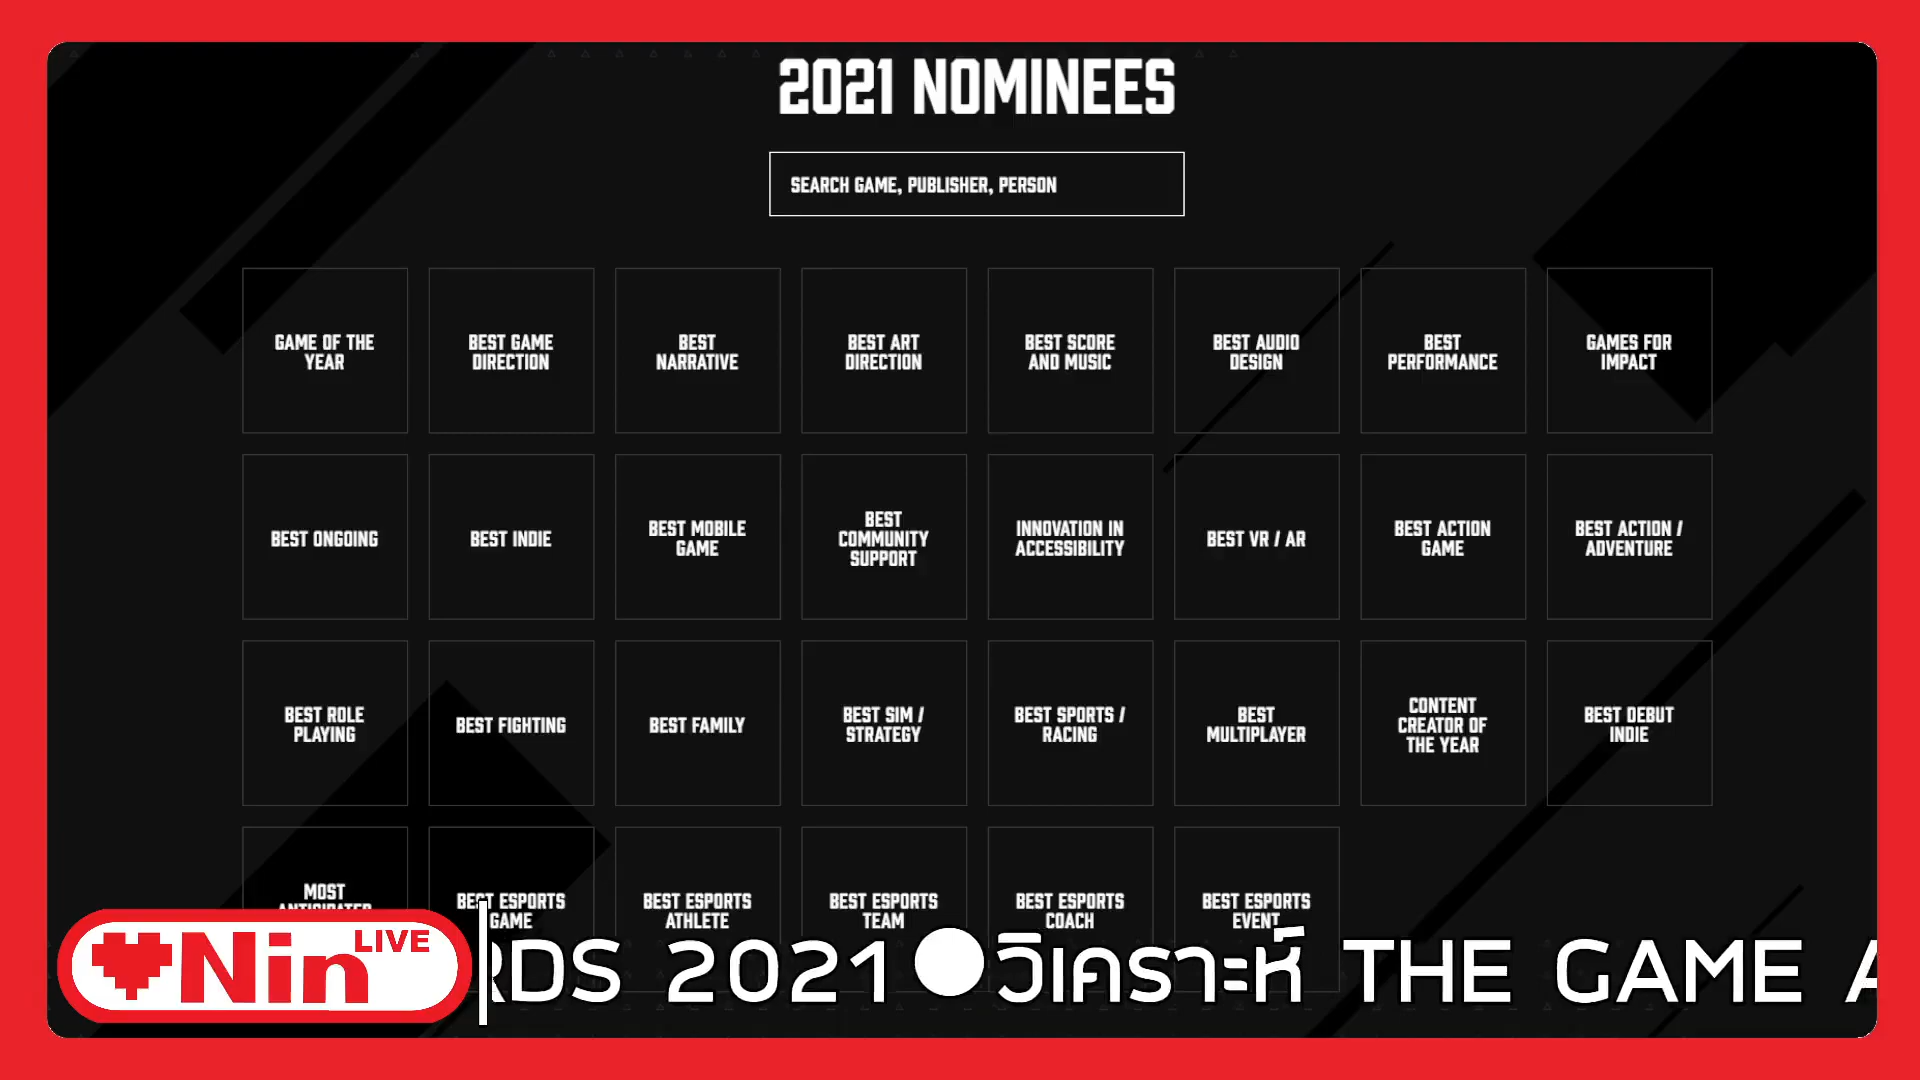 2021 NOMINEES
SEARCH GAME, PUBLISHER, PERSON
GAME OF THE
YEAR
BEST GAME
DIRECTION
BEST
NARRATIVE
BEST ART
DIRECTION
BEST SCORE
AND MUSIC
BEST AUDIO
DESIGN
BEST
PERFORMANCE
GAMES FOR
IMPACT
BEST ONGOING
BEST INDIE
BEST MOBILE
GAME
BEST
COMMUNITY
SUPPORT
INNOVATION IN
ACCESSIBILITY
BEST VR / AR
BEST ACTION
GAME
BEST ACTION /
ADVENTURE
BEST ROLE
PLAYING
BEST FIGHTING
BEST FAMILY
BEST SIM /
STRATEGY
BEST SPORTS /
RACING
BEST
MULTIPLAYER
CONTENT
CREATOR OF
THE YEAR
BEST DEBUT
INDIE
MOST
BEST ESPORTS
GAME
BEST ESPORTS
ATHLETE
BEST ESPORTS
TEAM
BEST ESPORTS
COACH
BEST ESPORTS
EVENT
Nin LIVE
RDS 2021●วิเคราะห์ THE GAME A